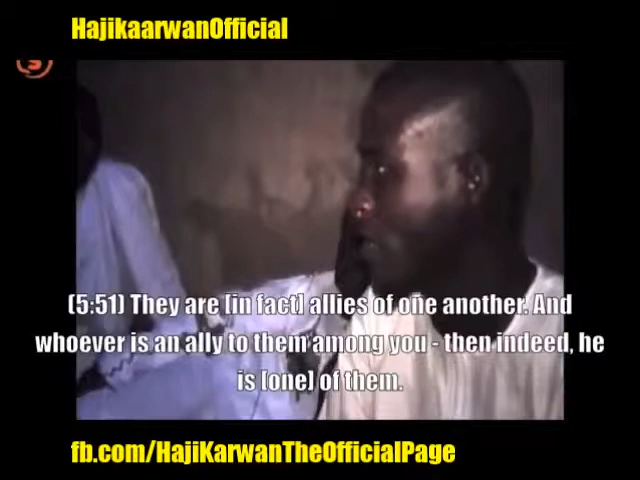 HajikaarwanOfficial
(5:51) They are [in fact] allies of one another. And
whoever is an ally to them among you - then indeed, he
is [one] of them.
fb.com/HajiKarwanTheOfficialPage